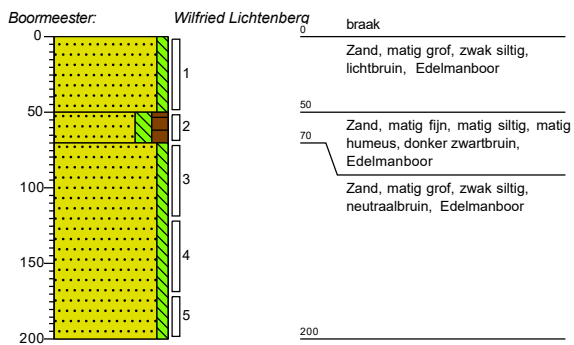 Boormeester: Wilfried Lichtenberg
0
50
100
150
200
1
2
3
4
5
0 braak
Zand, matig grof, zwak siltig,
lichtbruin, Edelmanboor
50
Zand, matig fijn, matig siltig, matig
humeus, donker zwartbruin,
Edelmanboor
70
Zand, matig grof, zwak siltig,
neutraalbruin, Edelmanboor
200